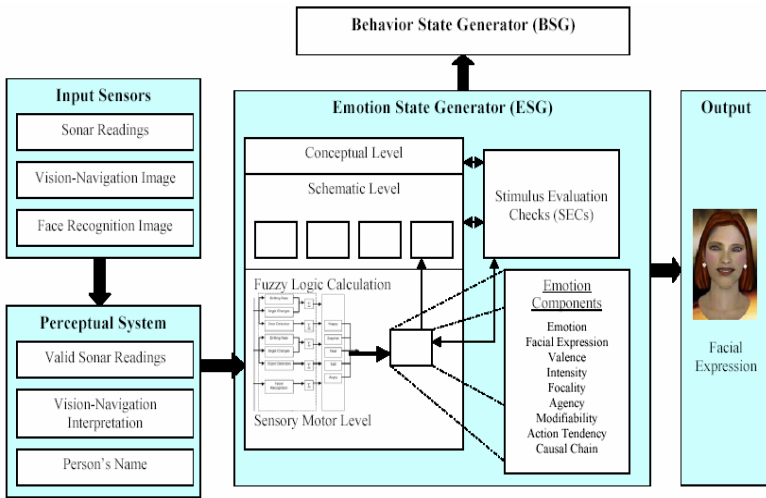 Behavior State Generator (BSG)
Input Sensors
Sonar Readings
Vision-Navigation Image
Face Recognition Image
Perceptual System
Valid Sonar Readings
Vision-Navigation
Interpretation
Person's Name
Emotion State Generator (ESG)
Conceptual Level
Schematic Level
Stimulus Evaluation
Checks (SECs)
Fuzzy Logic Calculation
Sensory Motor Level
Emotion
Components
Emotion
Facial Expression
Valence
Intensity
Focality
Agency
Modifiability
Action Tendency
Causal Chain
Output
Facial
Expression